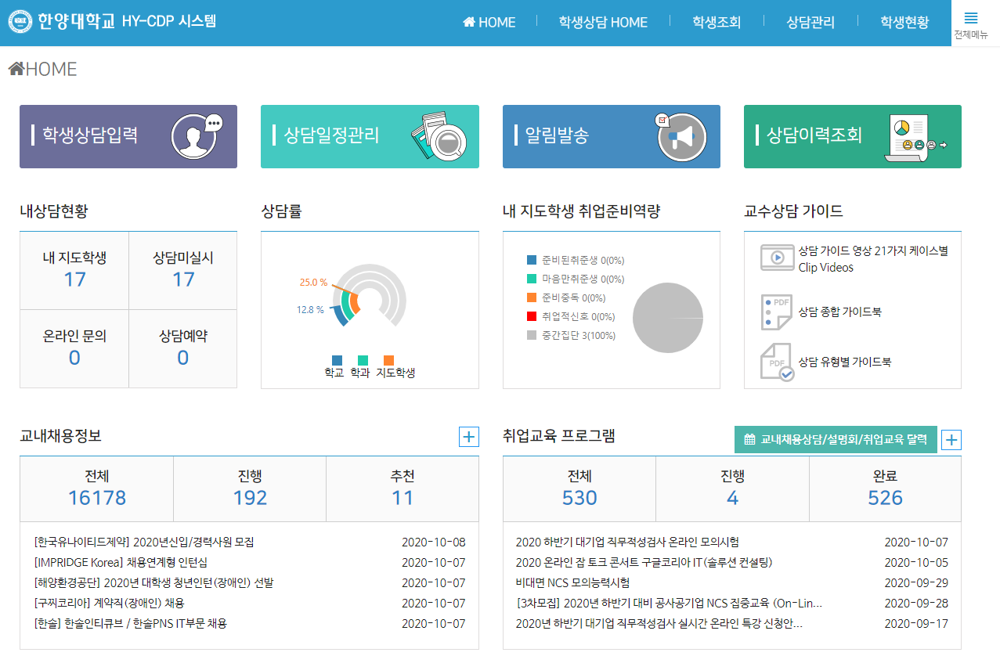 한양대학교 HY-CDP 시스템
HOME
학생상담 HOME
학생조회
상담관리
학생현황
전체메뉴
HOME
학생상담입력
상담일정관리
알림발송
상담이력조회
내상담현황
내 지도학생
17
상담미실시
17
온라인 문의
0
상담예약
0
상담률
25.0 %
12.8 %
학교 학과 지도학생
내 지도학생 취업준비역량
준비된취준생 0(0%)
마음만취준생 0(0%)
준비중독 0(0%)
취업적신호 0(0%)
중간집단 3(100%)
교수상담 가이드
상담 가이드 영상 21가지 케이스별
Clip Videos
PDF
상담 종합 가이드북
PDF
상담 유형별 가이드북
교내채용정보
전체
16178
진행
192
추천
11
[한국유나이티드제약] 2020년신입/경력사원 모집 2020-10-08
[IMPRIDGE Korea] 채용연계형 인턴십 2020-10-07
[해양환경공단] 2020년 대학생 청년인턴(장애인) 선발 2020-10-07
[구찌코리아] 계약직(장애인) 채용 2020-10-07
[한솔] 한솔인티큐브 / 한솔PNS IT부문 채용 2020-10-07
취업교육 프로그램
교내채용상담/설명회/취업교육 달력
전체
530
진행
4
완료
526
2020 하반기 대기업 직무적성검사 온라인 모의시험 2020-10-07
2020 온라인 잡 토크 콘서트 구글코리아 IT(솔루션 컨설팅) 2020-10-05
비대면 NCS 모의능력시험 2020-09-29
[3차모집] 2020년 하반기 대비 공사공기업 NCS 집중교육 (On-Lin... 2020-09-28
2020년 하반기 대기업 직무적성검사 실시간 온라인 특강 신청안... 2020-09-17